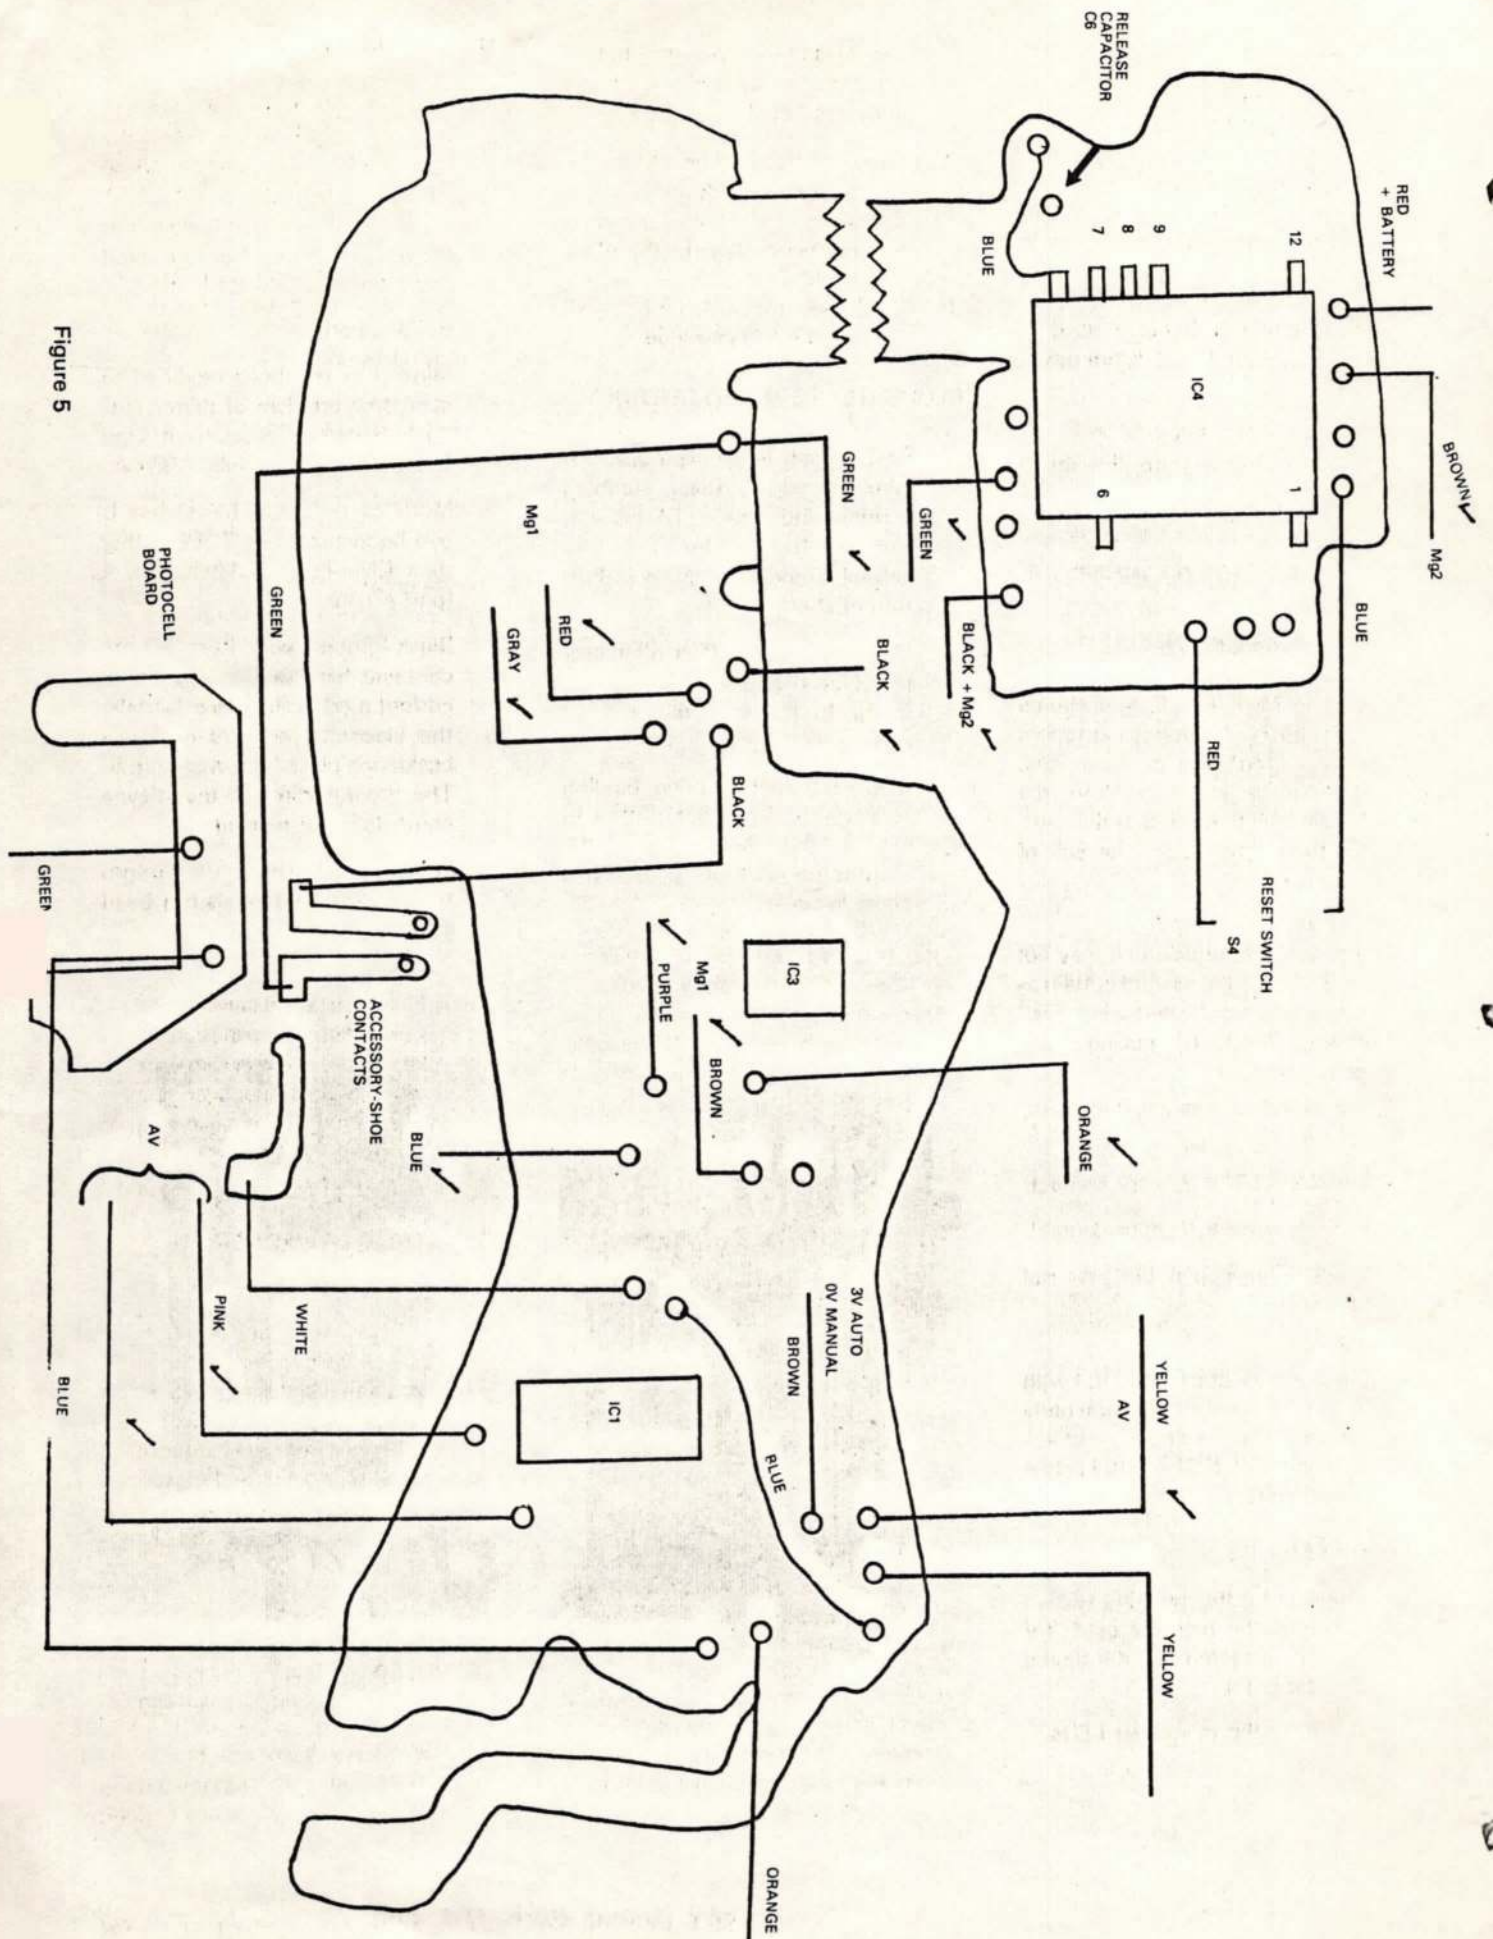 RELEASE
CAPACITOR
C6
RED
+ BATTERY
BROWN
Mg2
BLUE
9
8
7
12
IC4
6
1
BLUE
RED
RESET SWITCH
S4
GREEN
GREEN
BLACK + Mg2
BLACK
Mg1
RED
GRAY
BLACK
GREEN
PHOTOCELL
BOARD
GREEN
IC3
Mg1
PURPLE
BROWN
ORANGE
ACCESSORY-SHOE
CONTACTS
BLUE
AV
PINK
WHITE
BLUE
3V AUTO
0V MANUAL
BROWN
IC1
BLUE
YELLOW
AV
YELLOW
ORANGE
Figure 5